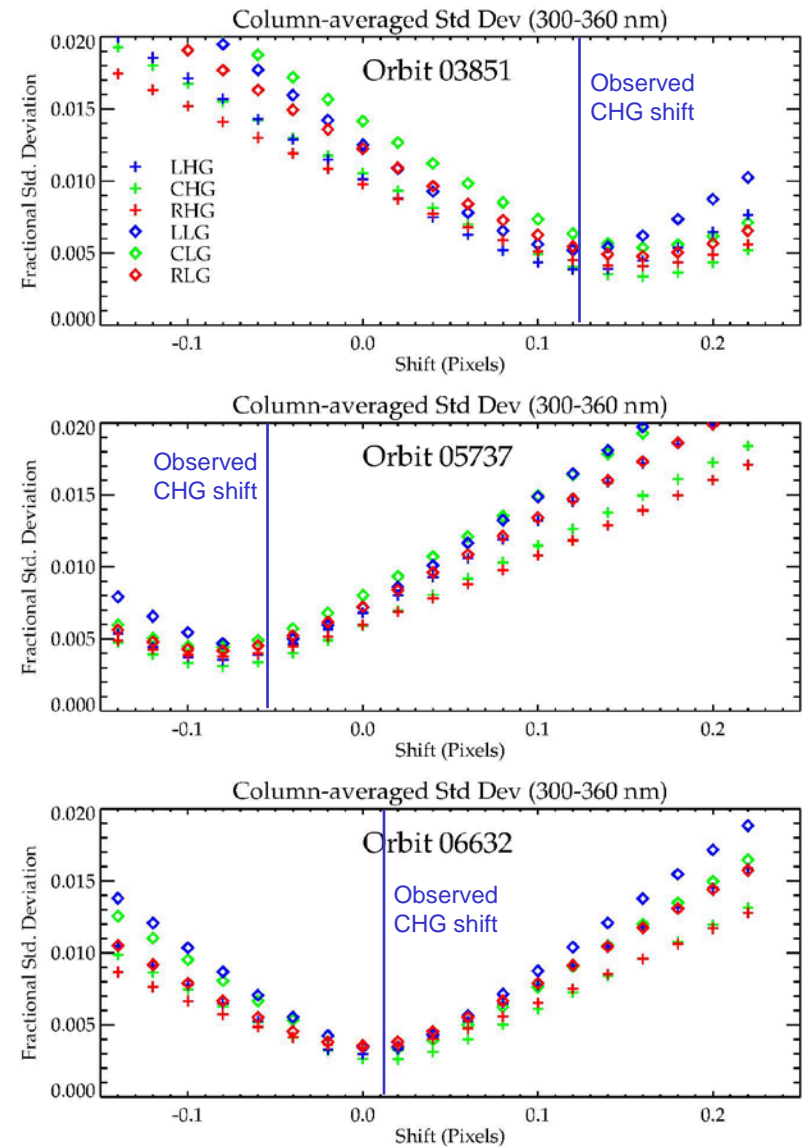 Column-averaged Std Dev (300-360 nm)
Orbit 03851
Observed
CHG shift
LHG
CHG
RHG
LLG
CLG
RLG
Fractional Std. Deviation
0.020
0.015
0.010
0.005
0.000
-0.1 0.0 0.1 0.2
Shift (Pixels)
Column-averaged Std Dev (300-360 nm)
Orbit 05737
Observed
CHG shift
Fractional Std. Deviation
0.020
0.015
0.010
0.005
0.000
-0.1 0.0 0.1 0.2
Shift (Pixels)
Column-averaged Std Dev (300-360 nm)
Orbit 06632
Observed
CHG shift
Fractional Std. Deviation
0.020
0.015
0.010
0.005
0.000
-0.1 0.0 0.1 0.2
Shift (Pixels)